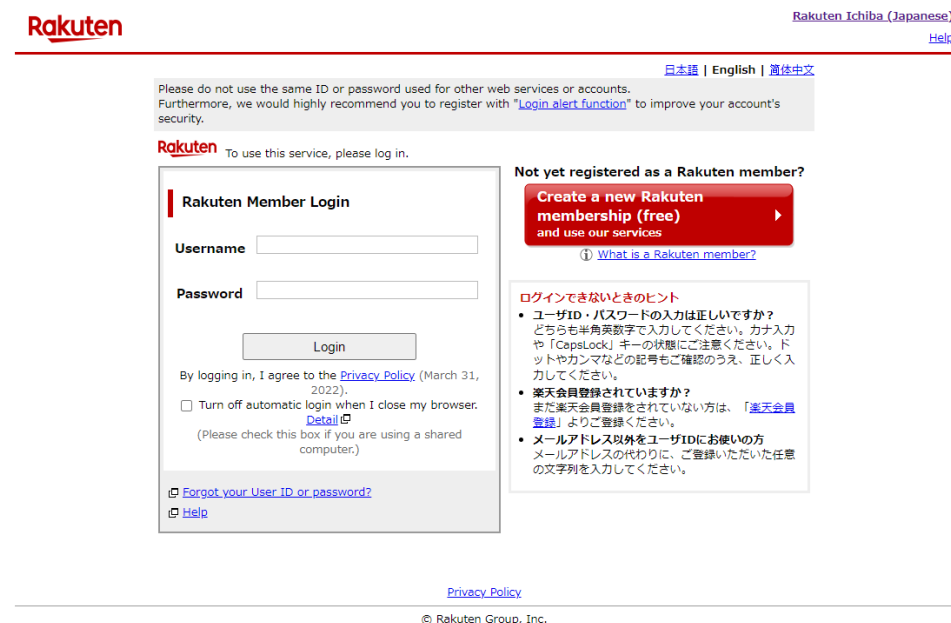 Rakuten
Rakuten Ichiba (Japanese)
Help
日本語 | English | 简体中文
Please do not use the same ID or password used for other web services or accounts.
Furthermore, we would highly recommend you to register with "Login alert function" to improve your account's
security.
Rakuten To use this service, please log in.
Rakuten Member Login
Username
Password
Login
By logging in, I agree to the Privacy Policy (March 31,
2022).
Turn off automatic login when I close my browser.
Detail
(Please check this box if you are using a shared
computer.)
Forgot your User ID or password?
Help
Not yet registered as a Rakuten member?
Create a new Rakuten
membership (free)
and use our services
What is a Rakuten member?
ログインできないときのヒント
• ユーザID・パスワードの入力は正しいですか？
どちらも半角英数字で入力してください。カナ入力
や「CapsLock」キーの状態にご注意ください。ド
ットやカンマなどの記号もご確認のうえ、正しく入
力してください。
• 楽天会員登録されていますか？
まだ楽天会員登録をされていない方は、「楽天会員
登録」よりご登録ください。
• メールアドレス以外をユーザIDにお使いの方
メールアドレスの代わりに、ご登録いただいた任意
の文字列を入力してください。
Privacy Policy
© Rakuten Group, Inc.